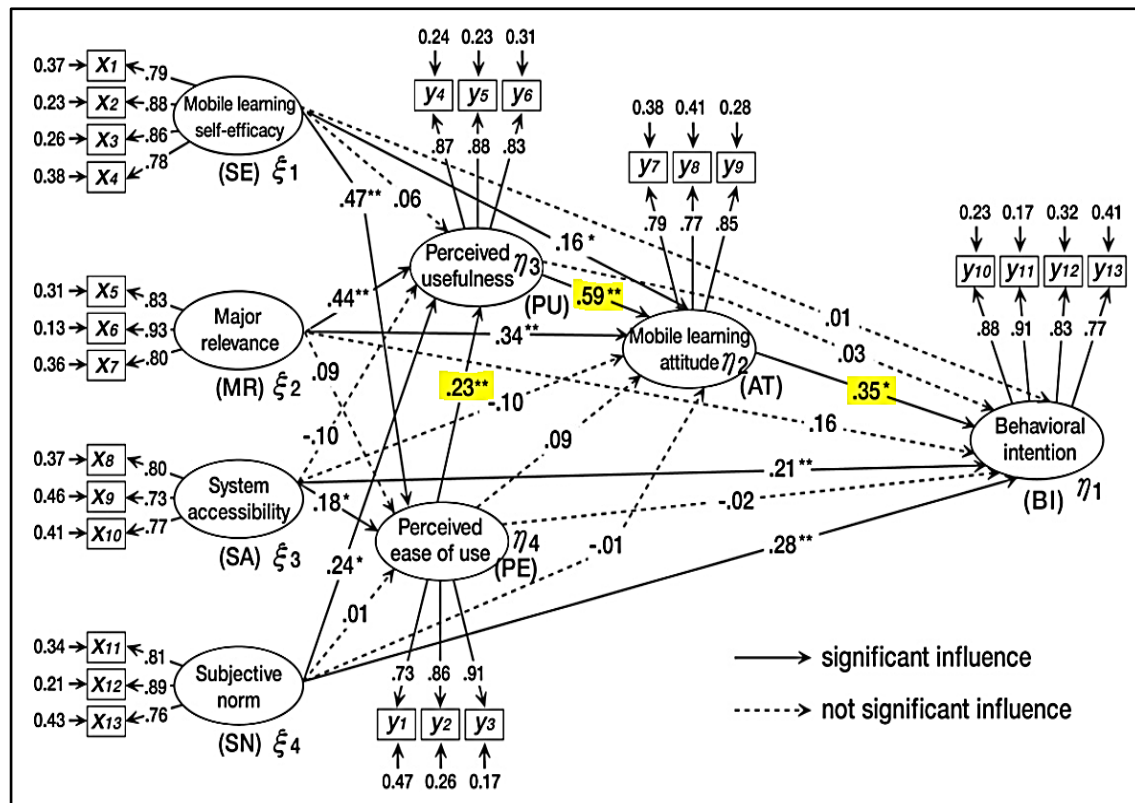 0.37
X1
.79
0.23
X2
.88
0.26
X3
.86
0.38
X4
.78
Mobile learning
self-efficacy
(SE) ξ1
0.31
X5
.83
0.13
X6
.93
0.36
X7
.80
Major
relevance
(MR) ξ2
0.37
X8
.80
0.46
X9
.73
0.41
X10
.77
System
accessibility
(SA) ξ3
0.34
X11
.81
0.21
X12
.89
0.43
X13
.76
Subjective
norm
(SN) ξ4
0.24 0.23 0.31
y4 y5 y6
.87 .88 .83
Perceived
usefulness η3
(PU)
0.38 0.41 0.28
y7 y8 y9
.79 .77 .85
Mobile learning
attitude η2
(AT)
0.23 0.17 0.32 0.41
y10 y11 y12 y13
.88 .91 .83 .77
Behavioral
intention
(BI) η1
Perceived
ease of use
η4
(PE)
.73 .86 .91
y1 y2 y3
0.47 0.26 0.17
.47**
.06
.16*
.01
.44**
.59**
.03
.34**
.09
.23**
.35*
-.10
-.10
.09
.16
.18*
.21**
-.02
.24*
-.01
.28**
.01
significant influence
not significant influence